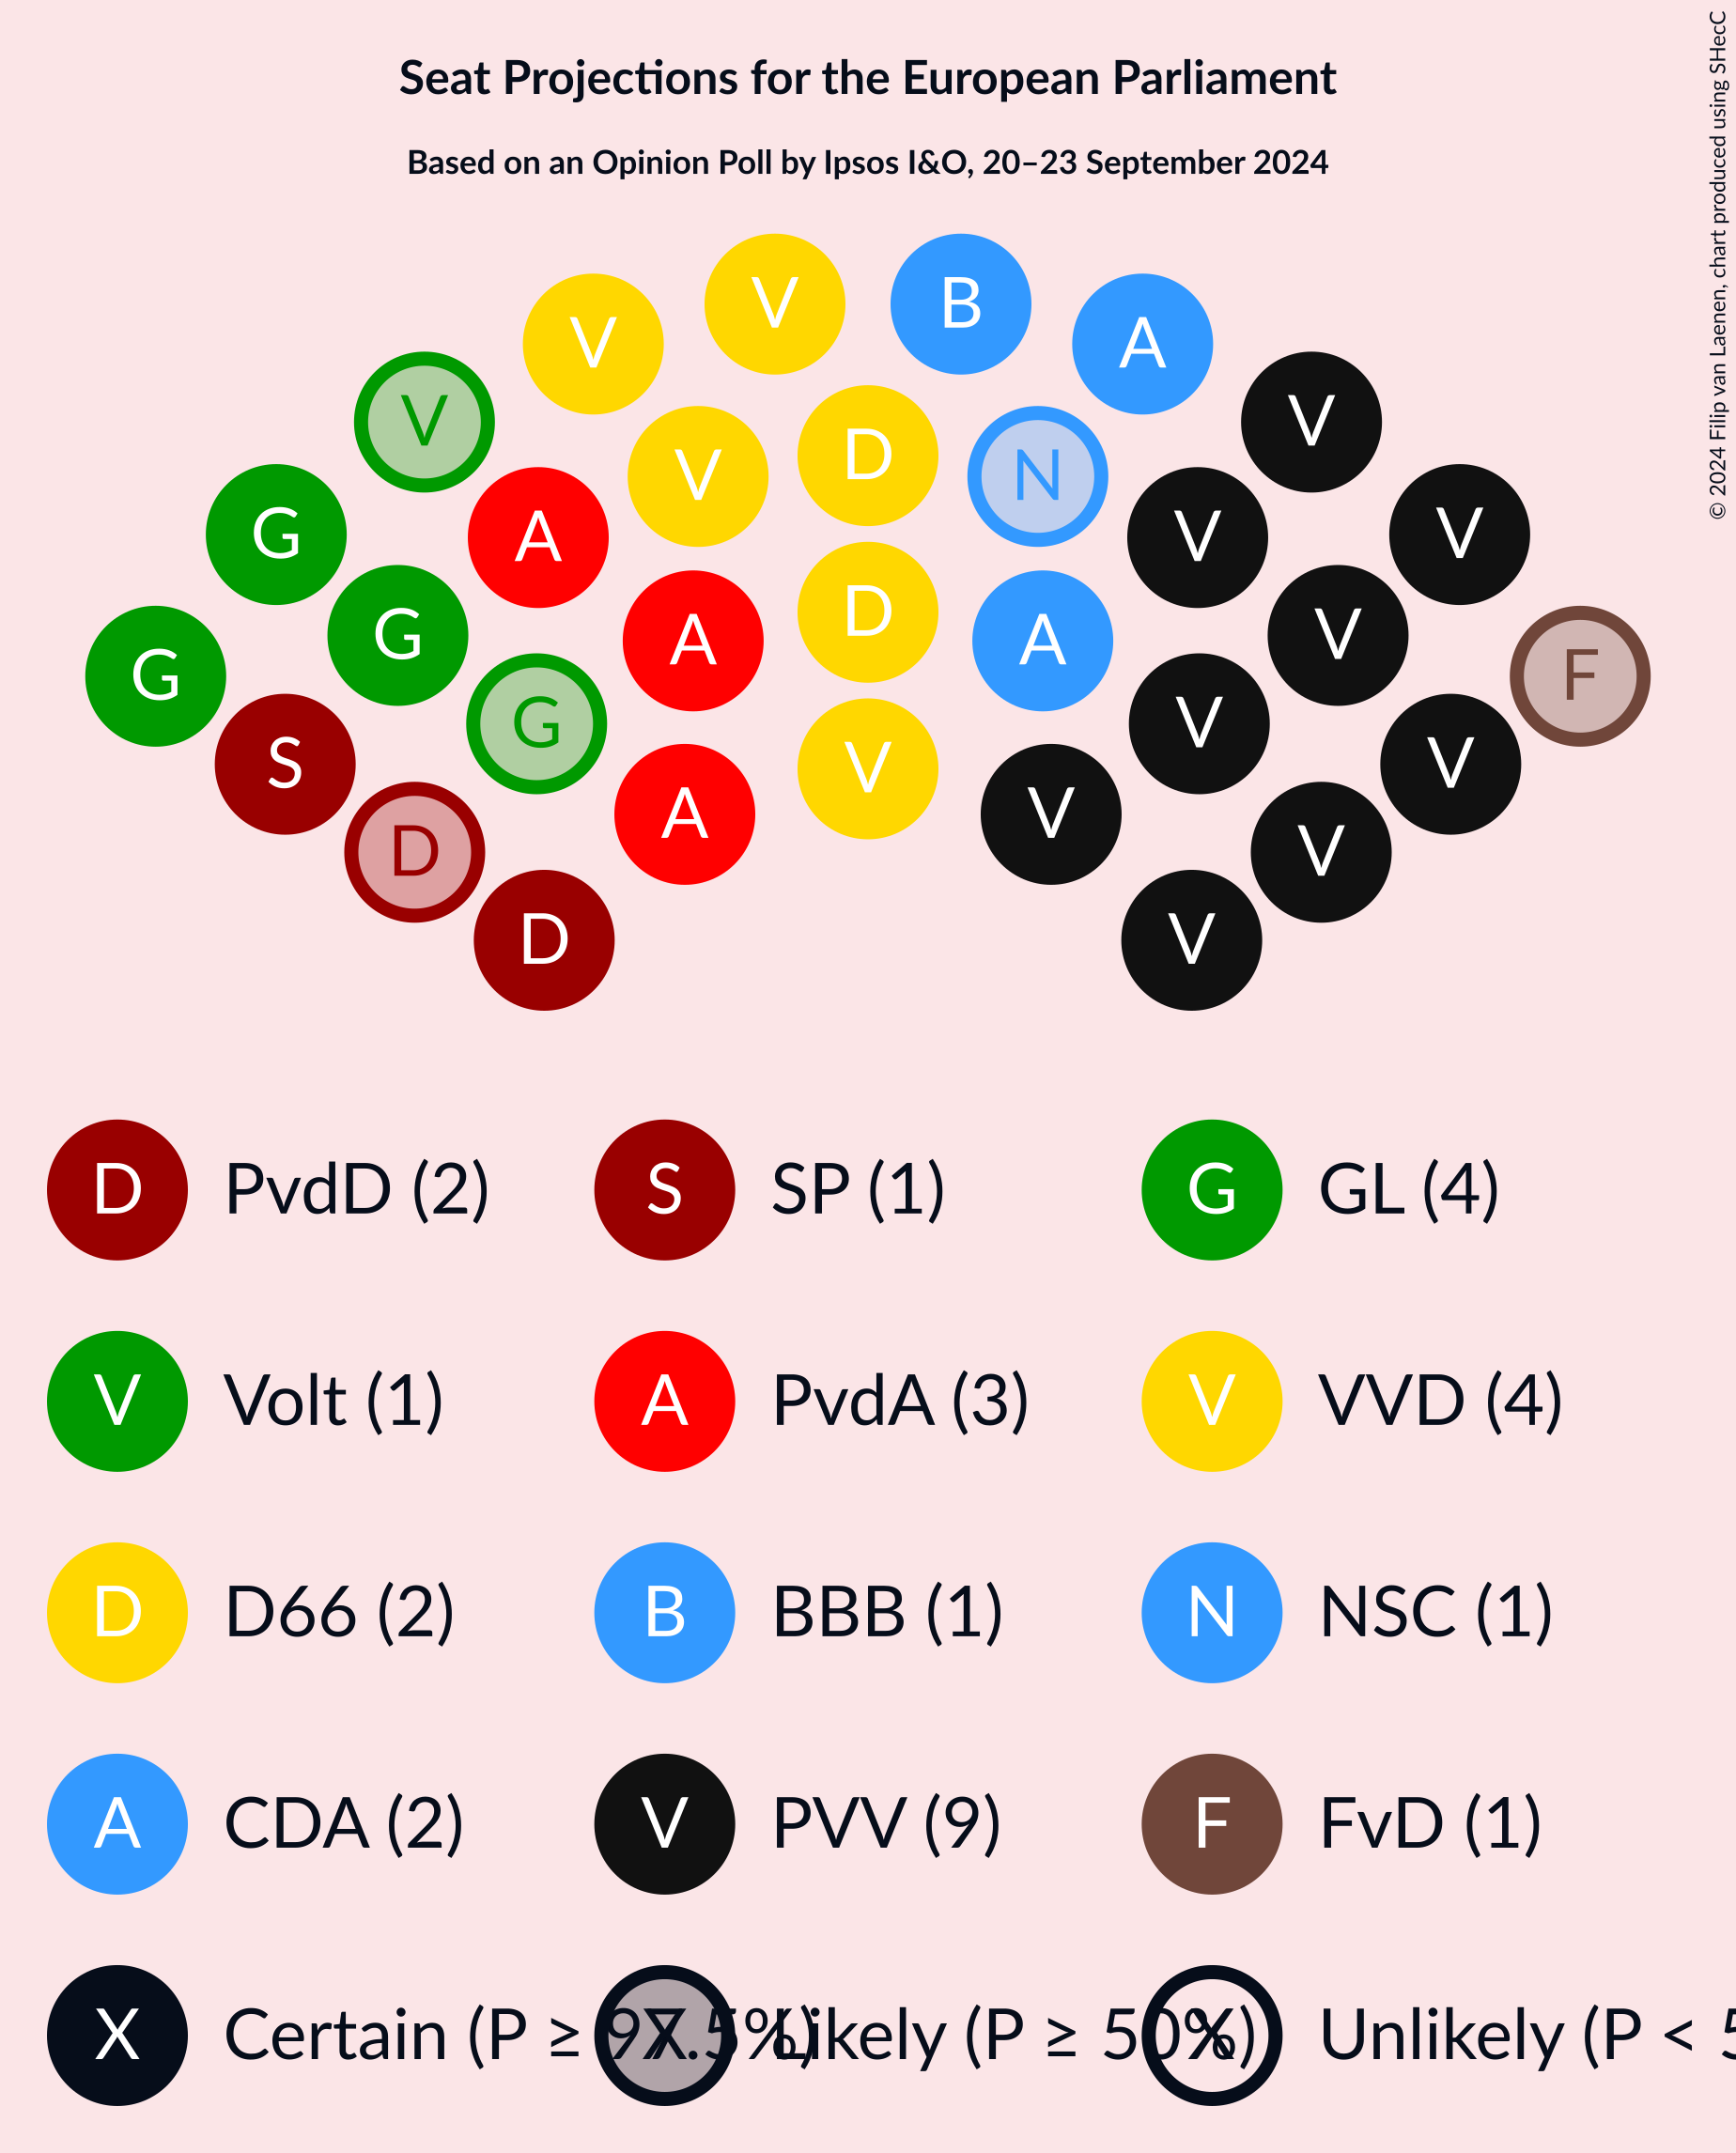 Seat Projections for the European Parliament
Based on an Opinion Poll by Ipsos I&O, 20–23 September 2024
© 2024 Filip van Laenen, chart produced using SHecC
V B
V A
V V
V D N
G A V V
G A D A V
G G V F
S V V
D A V V
D V
D PvdD (2) S SP (1) G GL (4)
V Volt (1) A PvdA (3) V VVD (4)
D D66 (2) B BBB (1) N NSC (1)
A CDA (2) V PVV (9) F FvD (1)
X Certain (P ≥ 97.5%) X Likely (P ≥ 50%) X Unlikely (P < 5